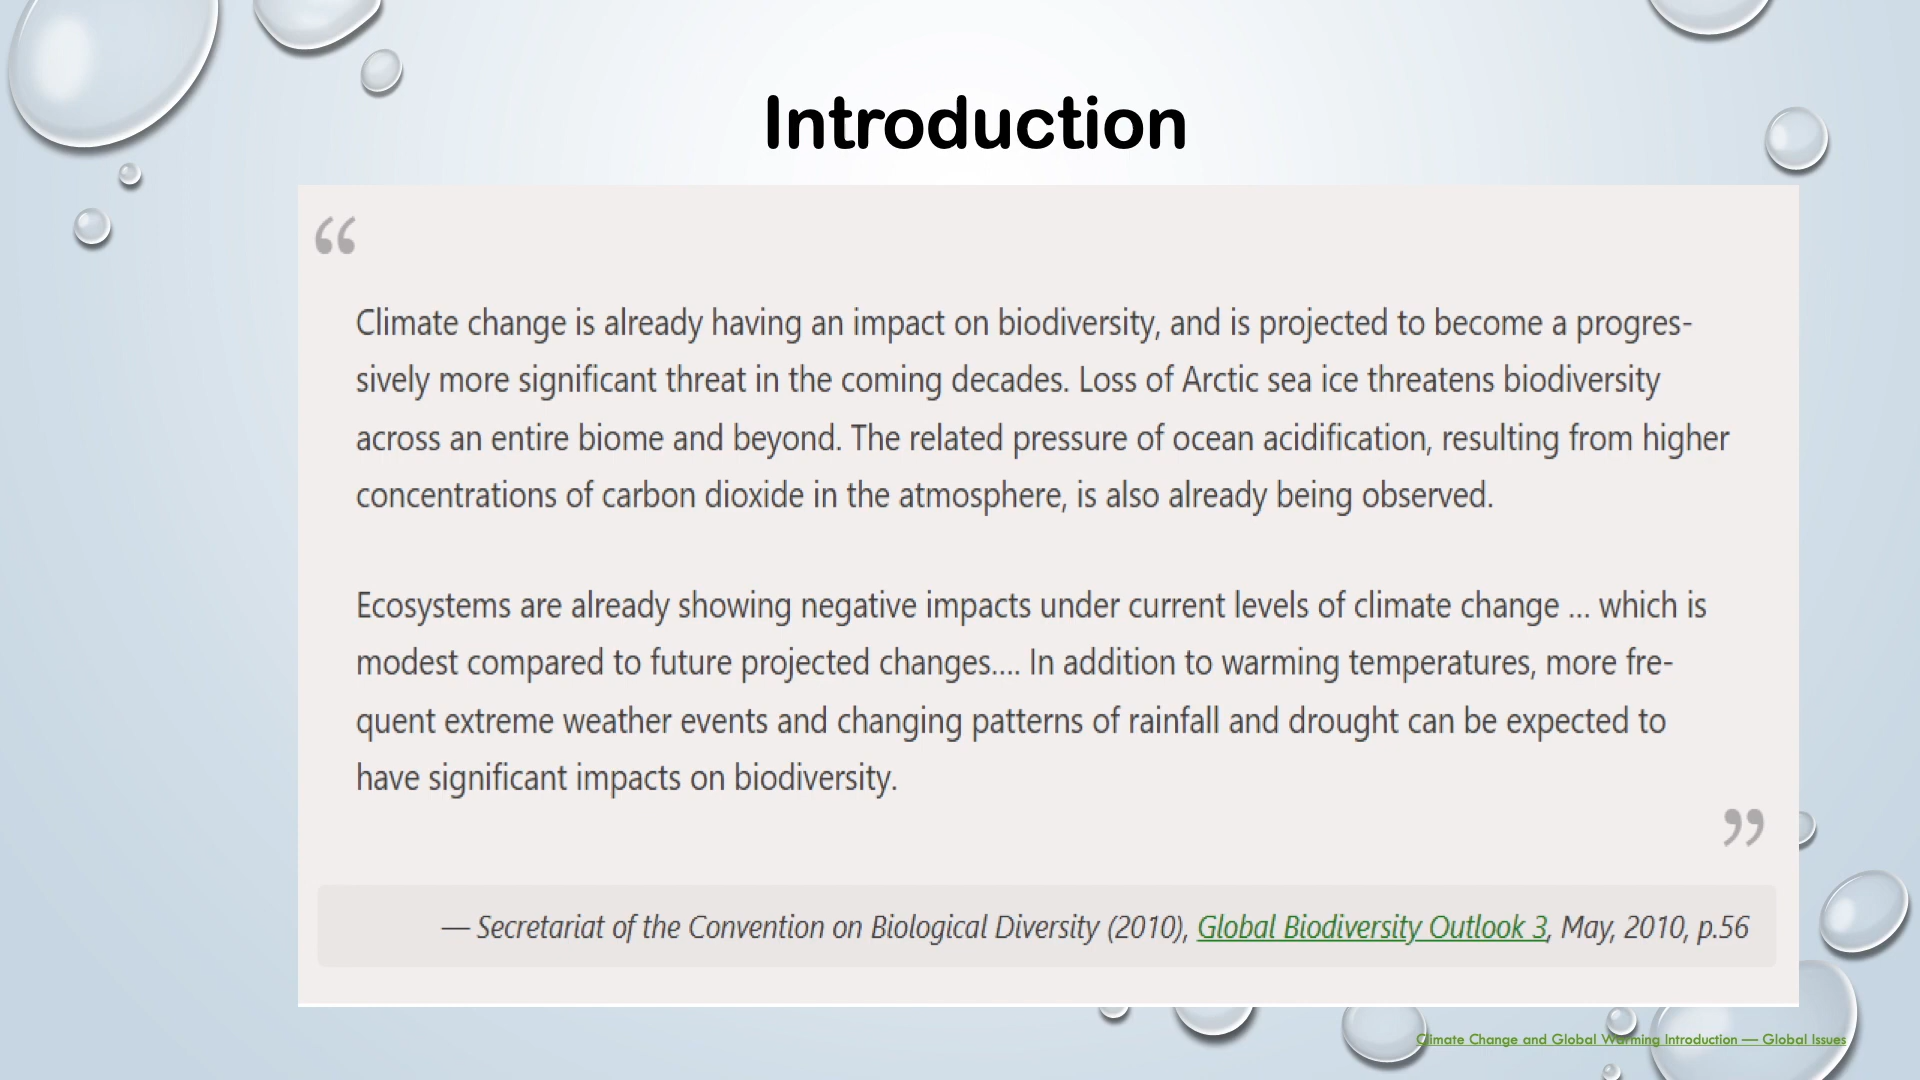 Introduction
“
Climate change is already having an impact on biodiversity, and is projected to become a progres-
sively more significant threat in the coming decades. Loss of Arctic sea ice threatens biodiversity
across an entire biome and beyond. The related pressure of ocean acidification, resulting from higher
concentrations of carbon dioxide in the atmosphere, is also already being observed.
Ecosystems are already showing negative impacts under current levels of climate change … which is
modest compared to future projected changes.... In addition to warming temperatures, more fre-
quent extreme weather events and changing patterns of rainfall and drought can be expected to
have significant impacts on biodiversity.
”
— Secretariat of the Convention on Biological Diversity (2010), Global Biodiversity Outlook 3, May, 2010, p.56
Climate Change and Global Warming Introduction — Global Issues